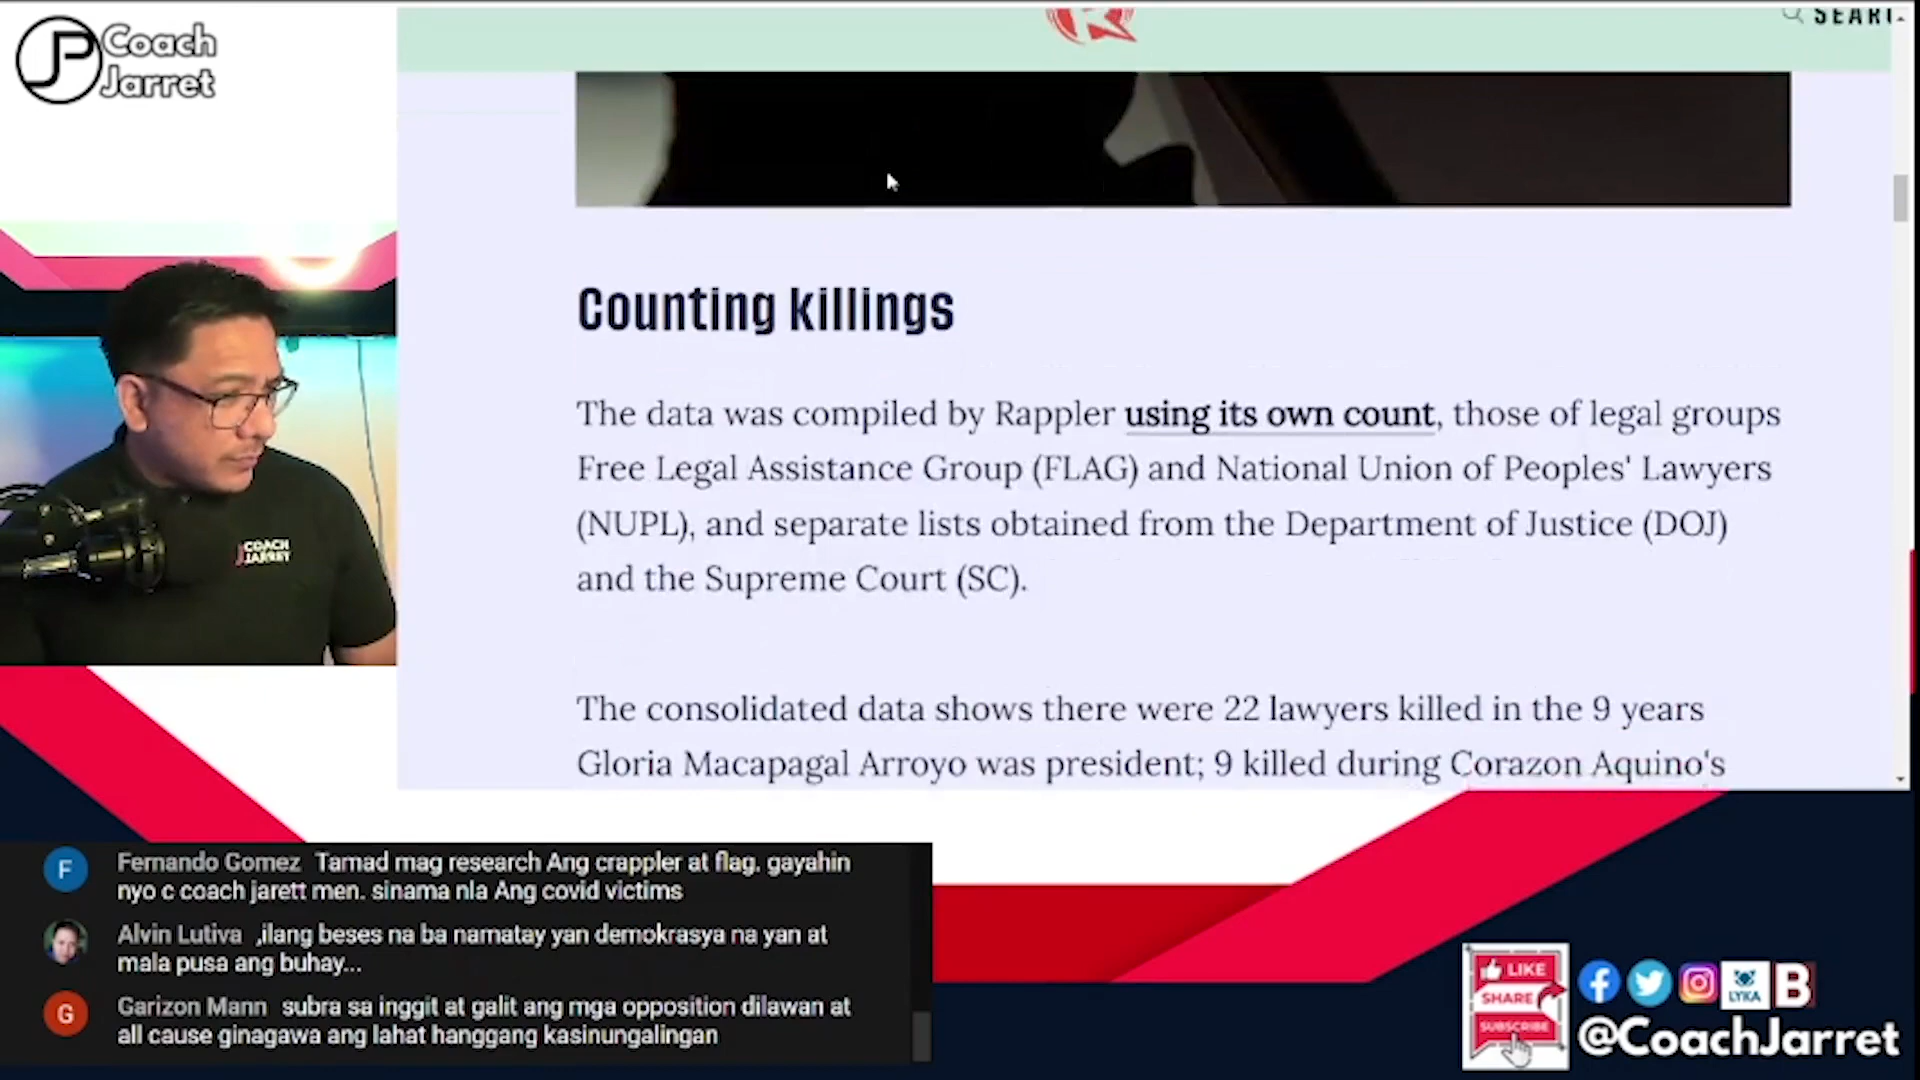 Coach
Jarret
SEAR
Counting killings
The data was compiled by Rappler using its own count, those of legal groups
Free Legal Assistance Group (FLAG) and National Union of Peoples' Lawyers
(NUPL), and separate lists obtained from the Department of Justice (DOJ)
and the Supreme Court (SC).
The consolidated data shows there were 22 lawyers killed in the 9 years
Gloria Macapagal Arroyo was president; 9 killed during Corazon Aquino's
COACH
JARRET
F
Fernando Gomez Tamad mag research Ang crappler at flag. gayahin
nyo c coach jarett men. sinama nla Ang covid victims
Alvin Lutiva ,ilang beses na ba namatay yan demokrasya na yan at
mala pusa ang buhay...
G
Garizon Mann subra sa inggit at galit ang mga opposition dilawan at
all cause ginagawa ang lahat hanggang kasinungalingan
LIKE
SHARE
SUBSCRIBE
LYKA
B
@CoachJarret